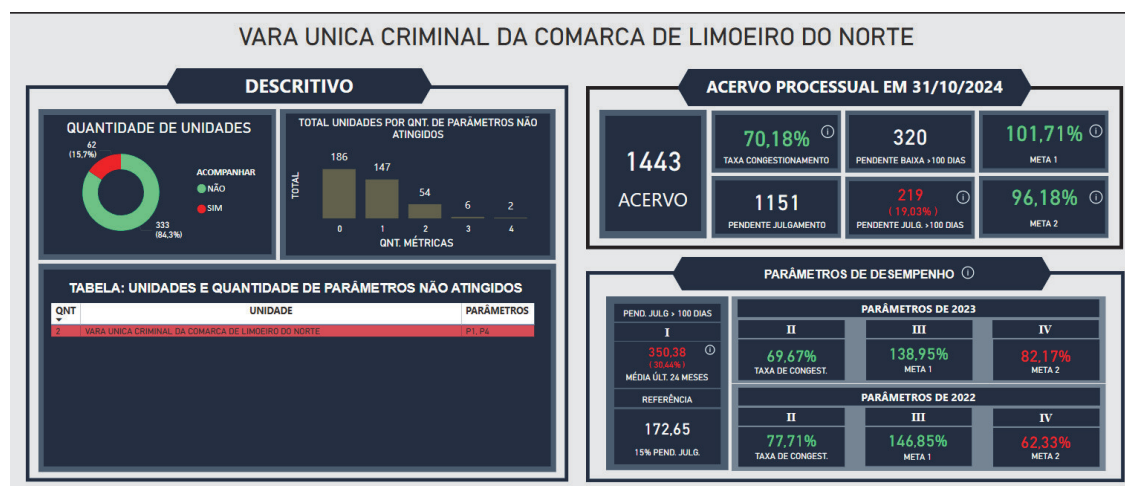 VARA UNICA CRIMINAL DA COMARCA DE LIMOEIRO DO NORTE
DESCRITIVO
QUANTIDADE DE UNIDADES
62
(15,7%)
ACOMPANHAR
NÃO
SIM
333
(84,3%)
TOTAL UNIDADES POR QNT. DE PARÂMETROS NÃO
ATINGIDOS
TOTAL
186
147
54
6
2
0
1
2
3
4
QNT. MÉTRICAS
TABELA: UNIDADES E QUANTIDADE DE PARÂMETROS NÃO ATINGIDOS
QNT UNIDADE PARÂMETROS
2 VARA UNICA CRIMINAL DA COMARCA DE LIMOEIRO DO NORTE P1, P4
ACERVO PROCESSUAL EM 31/10/2024
1443
ACERVO
70,18%
TAXA CONGESTIONAMENTO
320
PENDENTE BAIXA >100 DIAS
101,71%
META 1
1151
PENDENTE JULGAMENTO
219
(19,03%)
PENDENTE JULG. >100 DIAS
96,18%
META 2
PARÂMETROS DE DESEMPENHO
PEND. JULG > 100 DIAS
I
350,38
(30,44%)
MÉDIA ÚLT. 24 MESES
REFERÊNCIA
172,65
15% PEND. JULG.
PARÂMETROS DE 2023
II
III
IV
69,67%
TAXA DE CONGEST.
138,95%
META 1
82,17%
META 2
PARÂMETROS DE 2022
II
III
IV
77,71%
TAXA DE CONGEST.
146,85%
META 1
62,33%
META 2